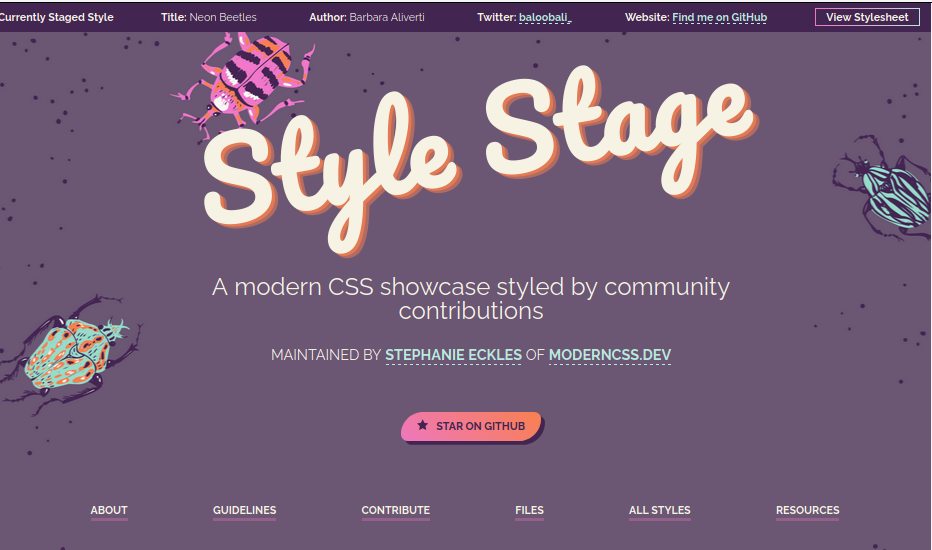 Currently Staged Style Title: Neon Beetles Author: Barbara Aliverti Twitter: baloobali_ Website: Find me on GitHub View Stylesheet
Style Stage
A modern CSS showcase styled by community
contributions
MAINTAINED BY STEPHANIE ECKLES OF MODERNCSS.DEV
STAR ON GITHUB
ABOUT GUIDELINES CONTRIBUTE FILES ALL STYLES RESOURCES